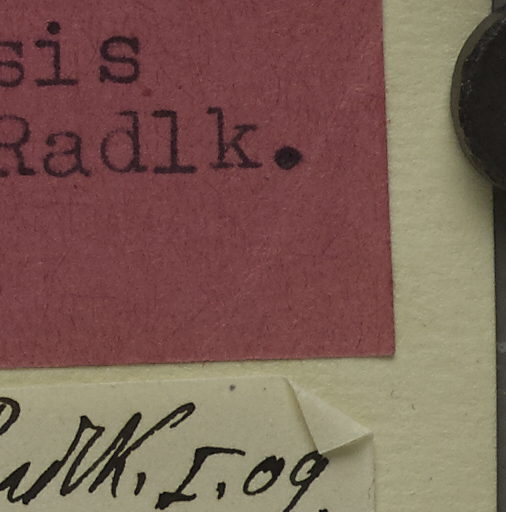 sis
Radlk.
Radlk. I. 09.